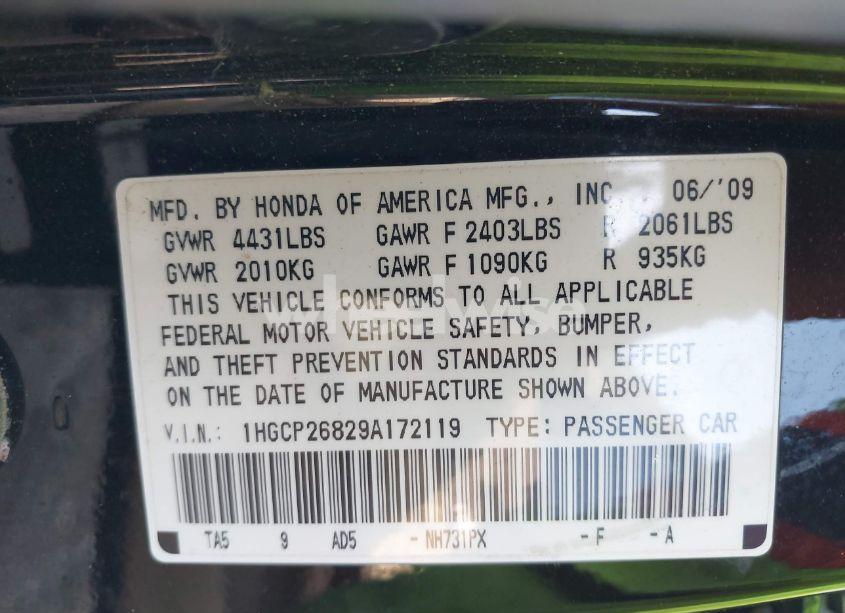 MFD. BY HONDA OF AMERICA MFG., INC. 06/'09
GVWR 4431LBS GAWR F 2403LBS R 2061LBS
GVWR 2010KG GAWR F 1090KG R 935KG
THIS VEHICLE CONFORMS TO ALL APPLICABLE
FEDERAL MOTOR VEHICLE SAFETY, BUMPER,
AND THEFT PREVENTION STANDARDS IN EFFECT
ON THE DATE OF MANUFACTURE SHOWN ABOVE.
V.I.N.: 1HGCP26829A172119 TYPE: PASSENGER CAR
TA5 9 AD5 -NH731PX -F -A